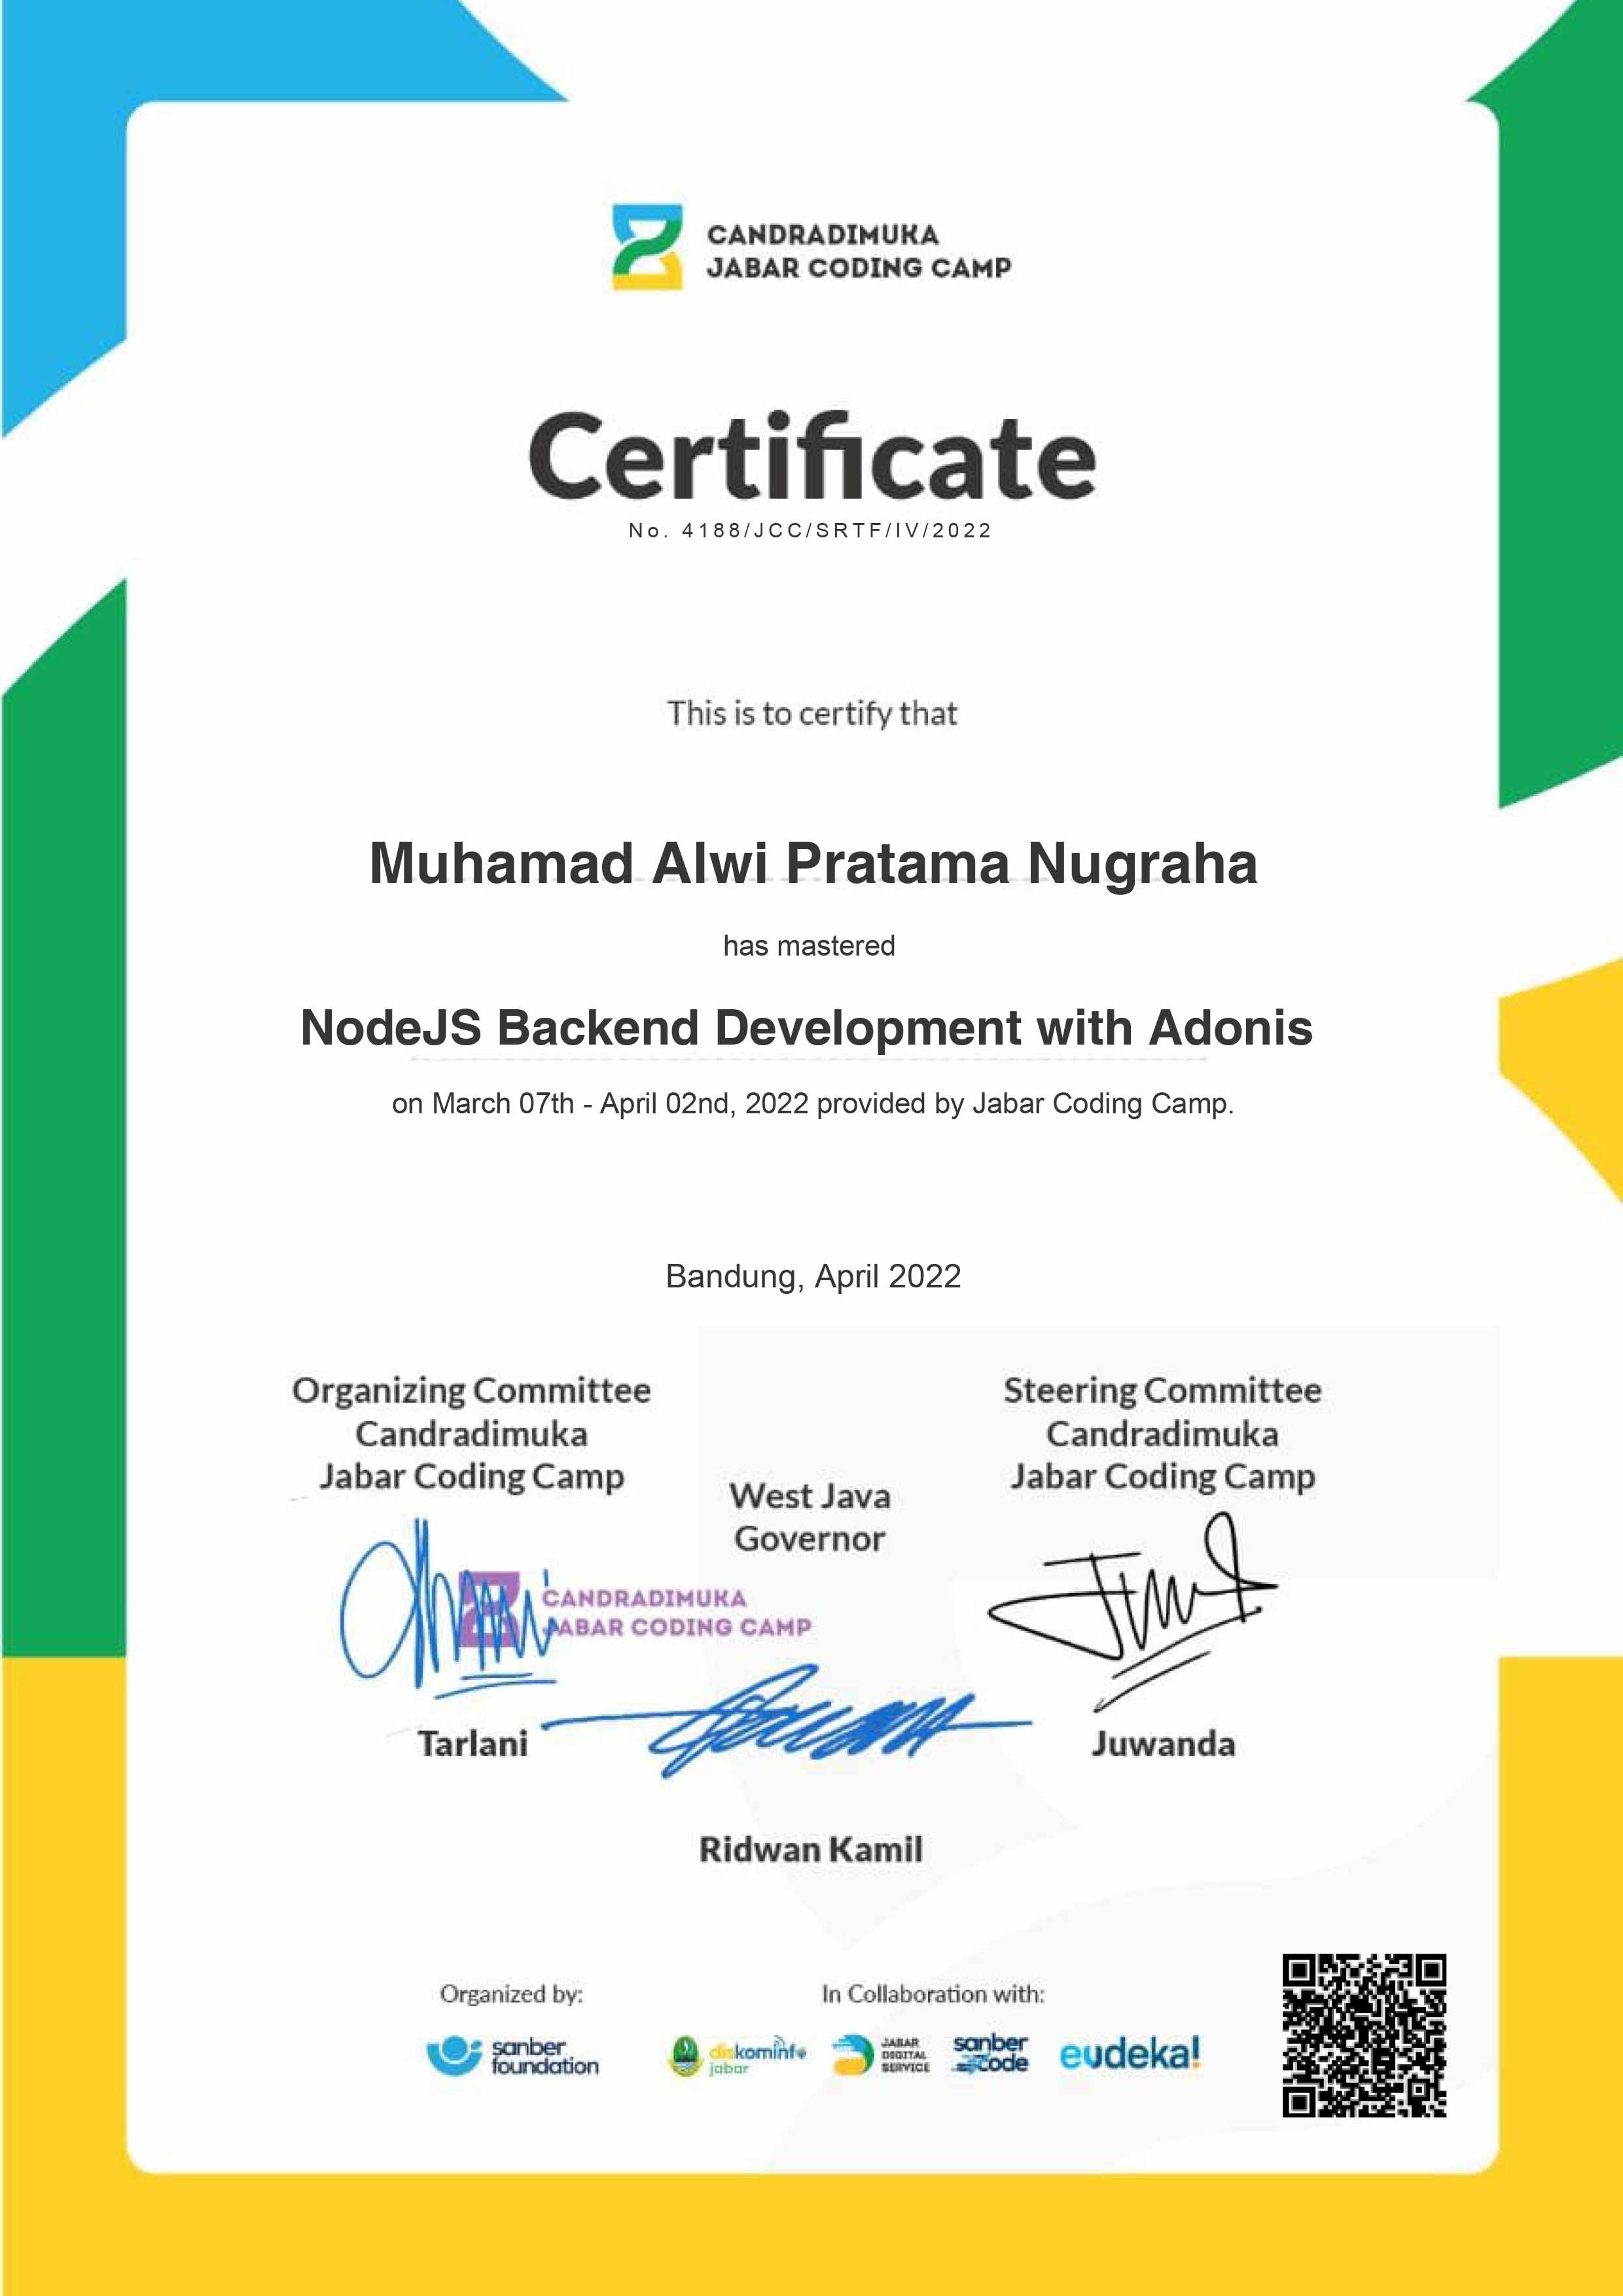 CANDRADIMUKA
JABAR CODING CAMP
Certificate
No. 4188/JCC/SRTF/IV/2022
This is to certify that
Muhamad Alwi Pratama Nugraha
has mastered
NodeJS Backend Development with Adonis
on March 07th - April 02nd, 2022 provided by Jabar Coding Camp.
Bandung, April 2022
Organizing Committee
Candradimuka
Jabar Coding Camp
West Java
Governor
Steering Committee
Candradimuka
Jabar Coding Camp
CANDRADIMUKA
JABAR CODING CAMP
Tarlani
Juwanda
Ridwan Kamil
Organized by:
sanber
foundation
In Collaboration with:
diskominfo
jabar
JABAR
DIGITAL
SERVICE
sanber
code
eudeka!